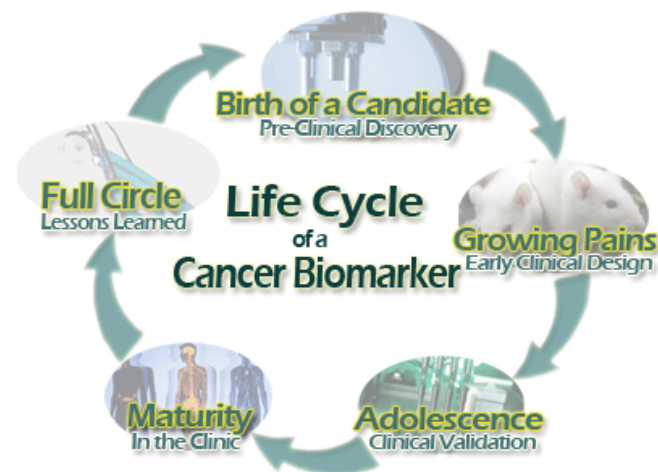 Birth of a Candidate
Pre-Clinical Discovery
Growing Pains
Early Clinical Design
Adolescence
Clinical Validation
Maturity
In the Clinic
Full Circle
Lessons Learned
Life Cycle
of a
Cancer Biomarker